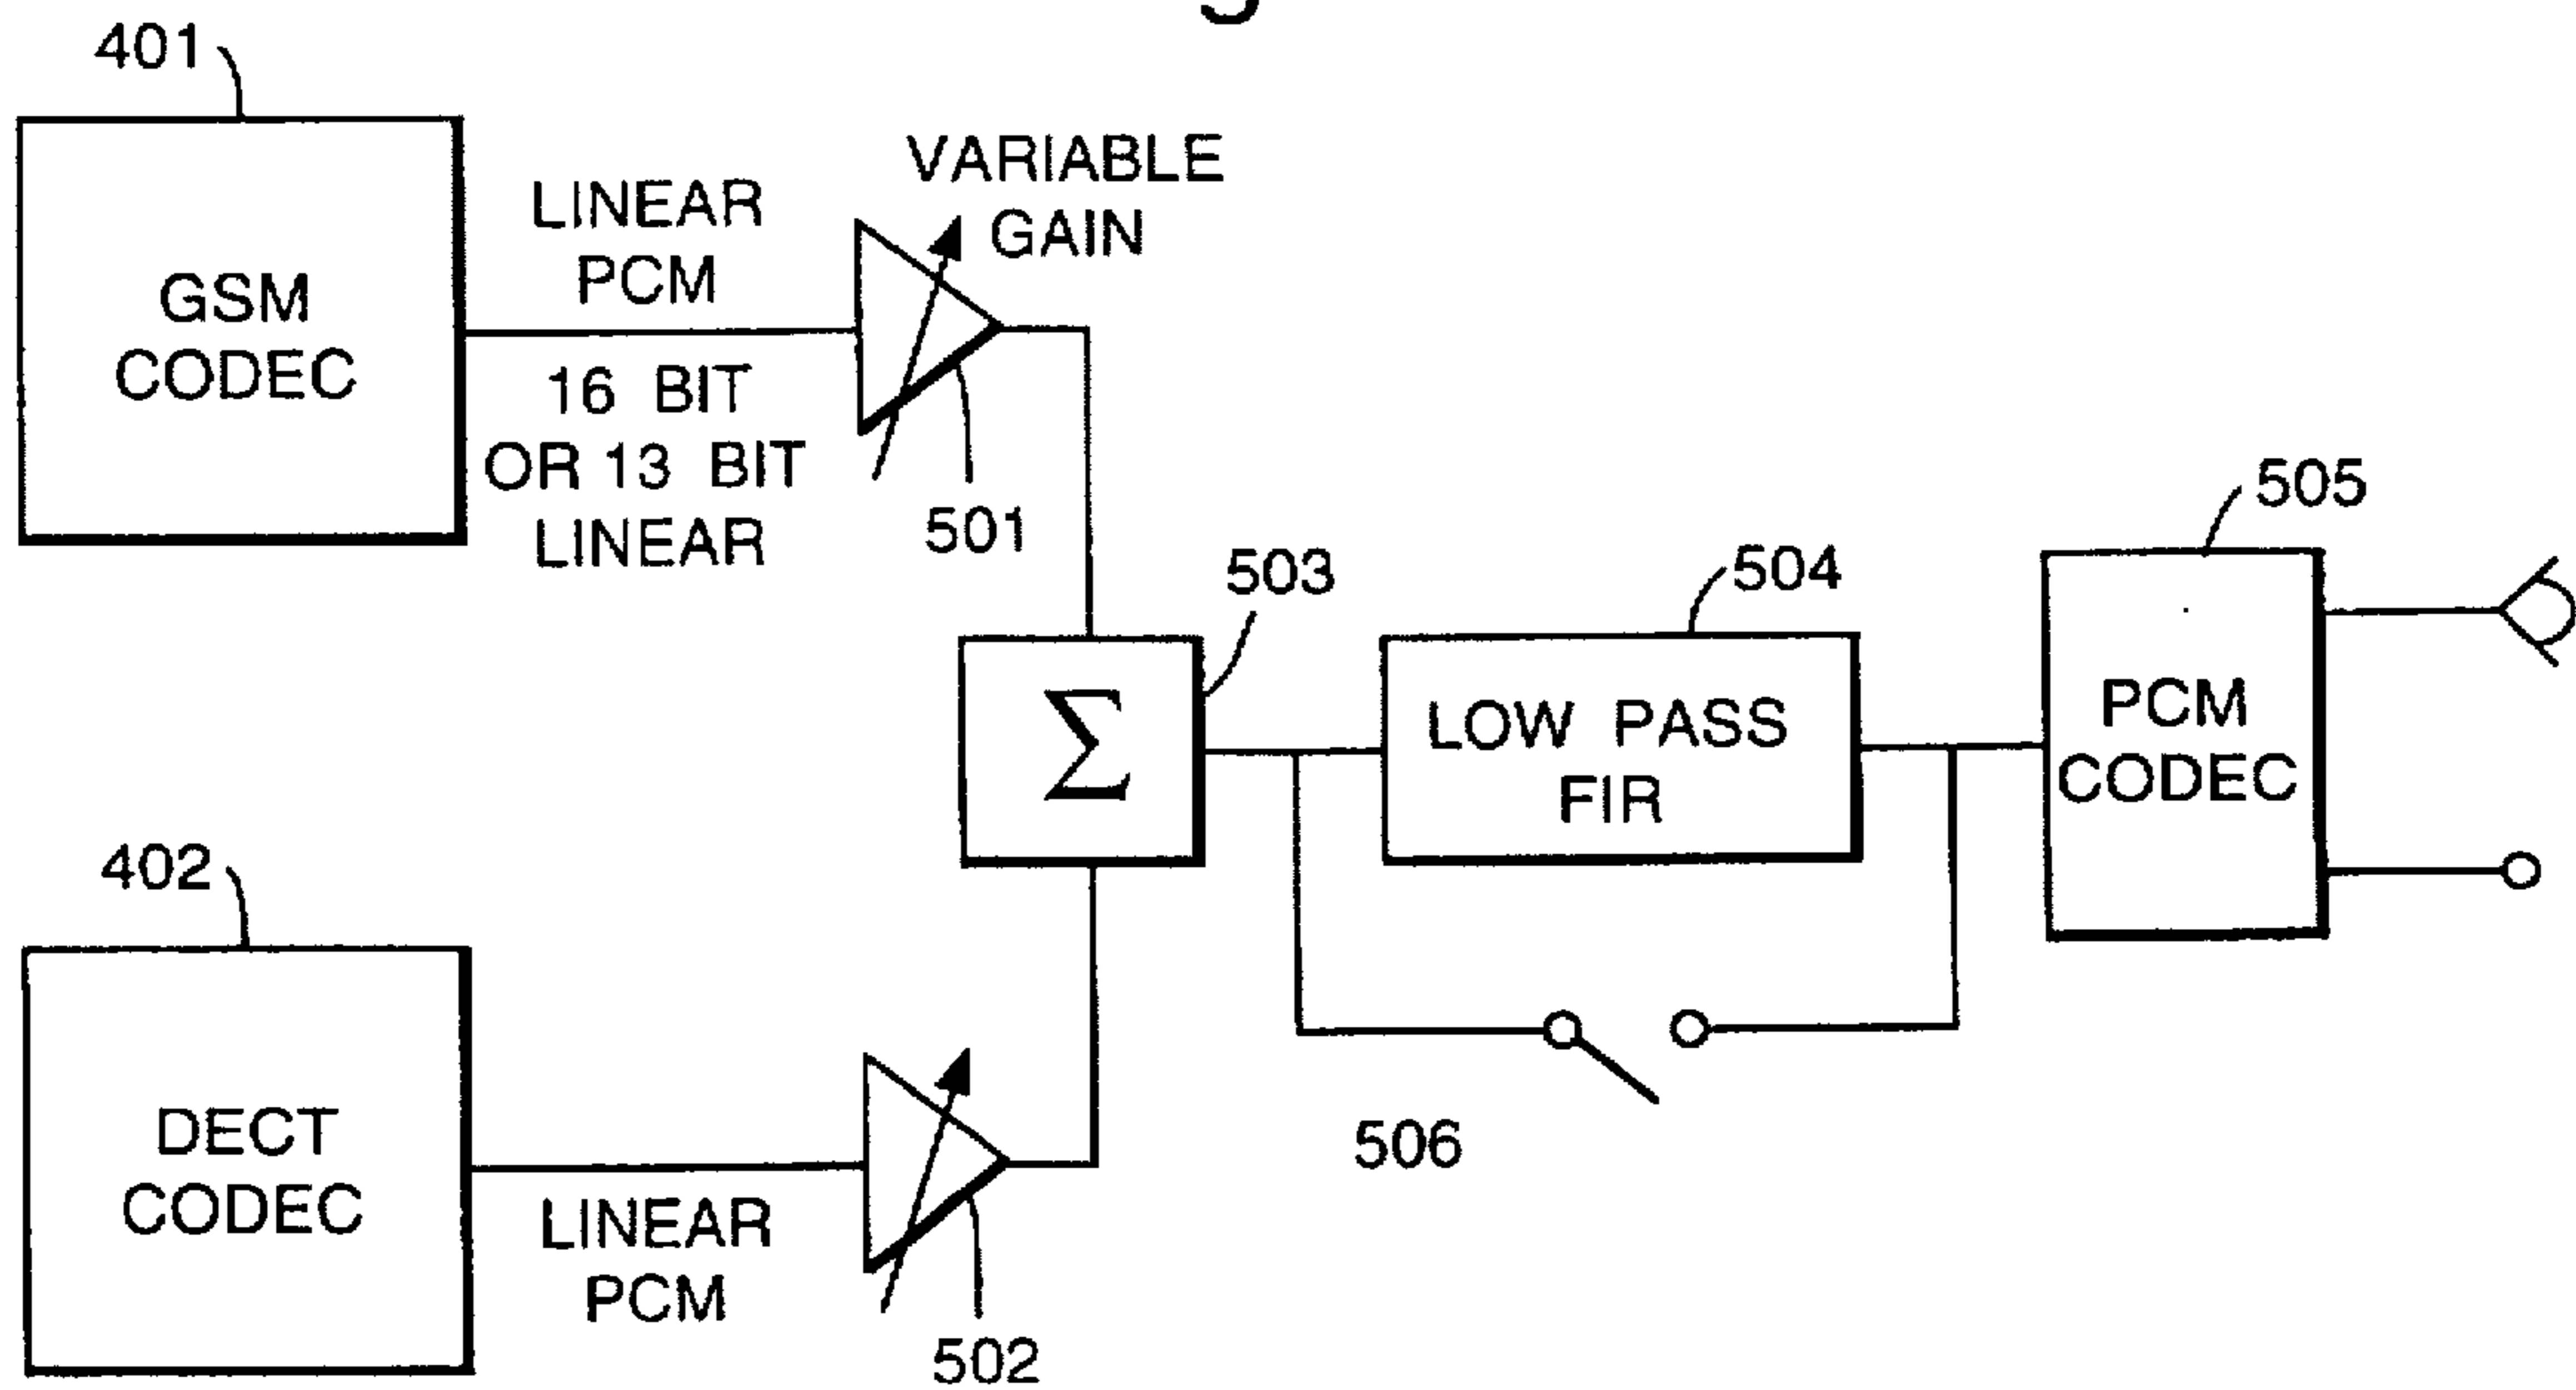 401
GSM
CODEC
LINEAR
PCM
16 BIT
OR 13 BIT
LINEAR
VARIABLE
GAIN
501
503
Σ
504
LOW PASS
FIR
505
PCM
CODEC
506
402
DECT
CODEC
LINEAR
PCM
502